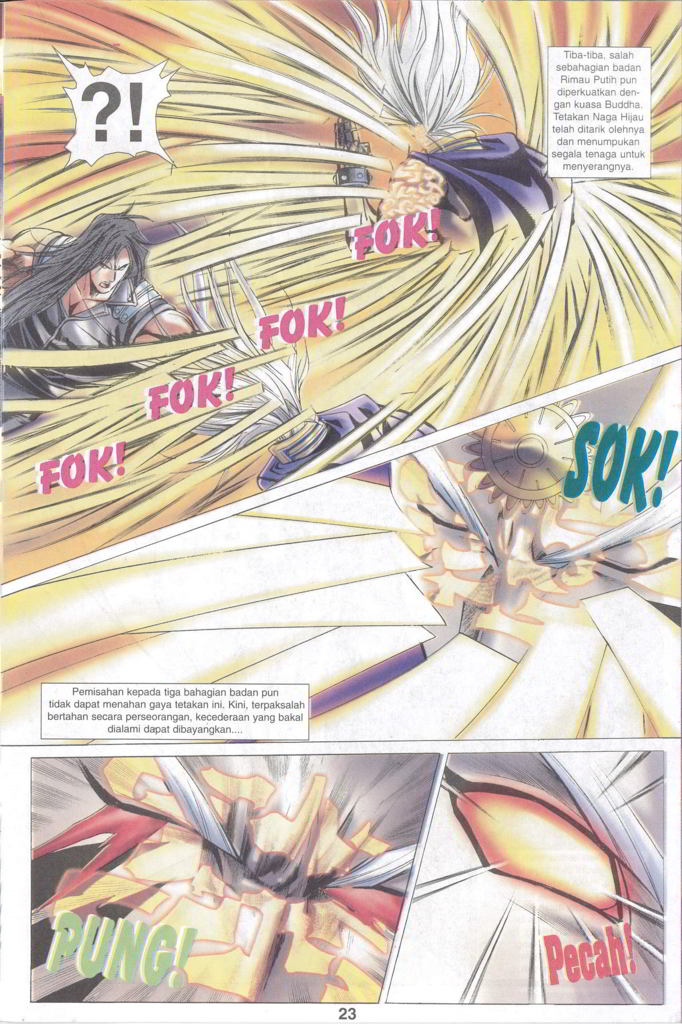 ?!
Tiba-tiba, salah
sebahagian badan
Rimau Putih pun
diperkuatkan den-
gan kuasa Buddha.
Tetakan Naga Hijau
telah ditarik olehnya
dan menumpukan
segala tenaga untuk
menyerangnya.
FOK!
FOK!
FOK!
FOK!
SOK!
Pemisahan kepada tiga bahagian badan pun
tidak dapat menahan gaya tetakan ini. Kini, terpaksalah
bertahan secara perseorangan, kecederaan yang bakal
dialami dapat dibayangkan....
PUNG!
Pecah!
23